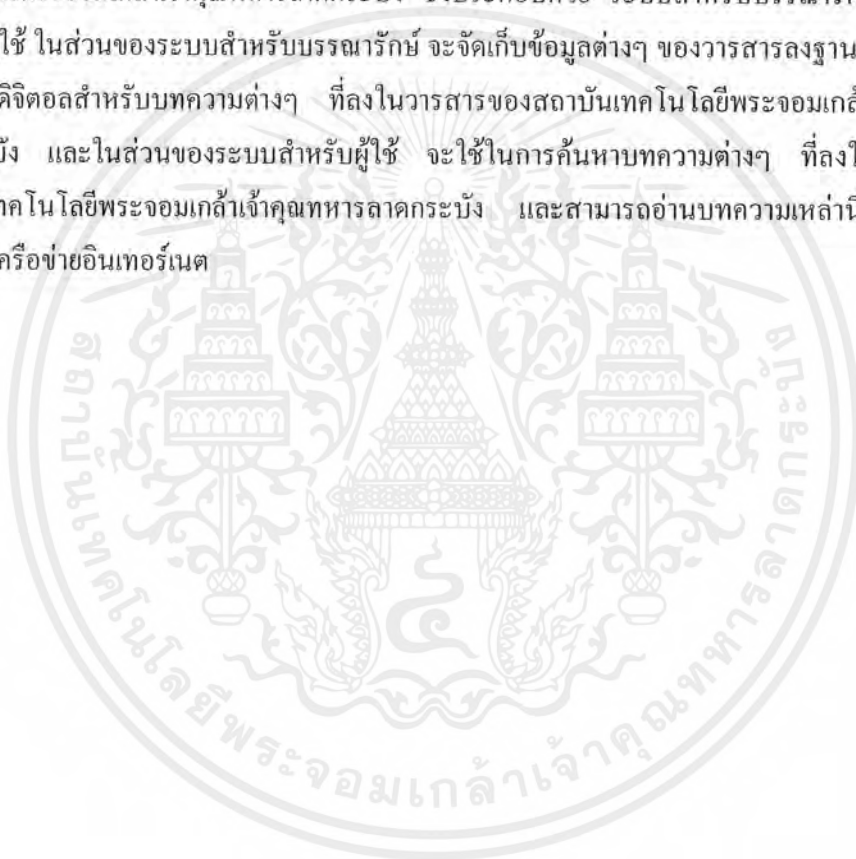 ใช้ ในส่วนของระบบสำหรับบรรณารักษ์ จะจัดเก็บข้อมูลต่างๆ ของวารสารลงฐาน
ดิจิตอลสำหรับบทความต่างๆ ที่ลงในวารสารของสถาบันเทคโนโลยีพระจอมเกล้
บัง และในส่วนของระบบสำหรับผู้ใช้ จะใช้ในการค้นหาบทความต่างๆ ที่ลงใ
ทคโนโลยีพระจอมเกล้าเจ้าคุณทหารลาดกระบัง และสามารถอ่านบทความเหล่านี
ครือข่ายอินเทอร์เนต
สถาบันเทคโนโลยีพระจอมเกล้าเจ้าคุณทหารลาดกระบัง